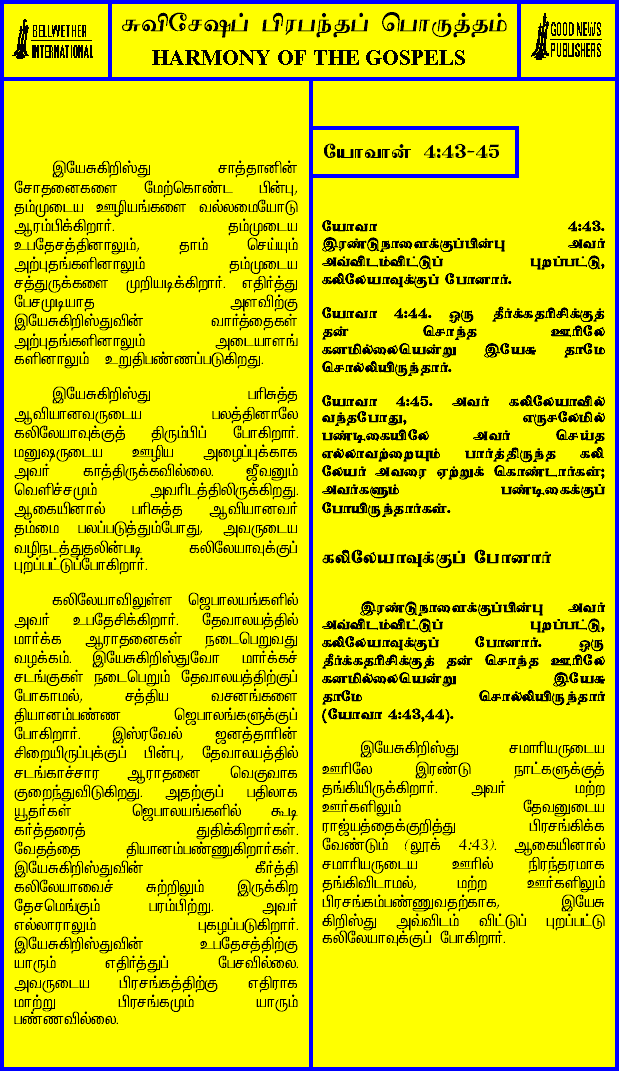 BELLWETHER
INTERNATIONAL
சுவிசேஷப் பிரபந்தப் பொருத்தம்
HARMONY OF THE GOSPELS
GOOD NEWS
PUBLISHERS
இயேசுகிறிஸ்து சாத்தானின்
சோதனைகளை மேற்கொண்ட பின்பு,
தம்முடைய ஊழியங்களை வல்லமையோடு
ஆரம்பிக்கிறார். தம்முடைய
உபதேசத்தினாலும், தாம் செய்யும்
அற்புதங்களினாலும் தம்முடைய
சத்துருக்களை முறியடிக்கிறார். எதிர்த்து
பேசமுடியாத அளவிற்கு
இயேசுகிறிஸ்துவின் வார்த்தைகள்
அற்புதங்களினாலும் அடையாளங்
களினாலும் உறுதிபண்ணப்படுகிறது.
இயேசுகிறிஸ்து பரிசுத்த
ஆவியானவருடைய பலத்தினாலே
கலிலேயாவுக்குத் திரும்பிப் போகிறார்.
மனுஷருடைய ஊழிய அழைப்புக்காக
அவர் காத்திருக்கவில்லை. ஜீவனும்
வெளிச்சமும் அவரிடத்திலிருக்கிறது.
ஆகையினால் பரிசுத்த ஆவியானவர்
தம்மை பலப்படுத்தும்போது, அவருடைய
வழிநடத்துதலின்படி கலிலேயாவுக்குப்
புறப்பட்டுப்போகிறார்.
கலிலேயாவிலுள்ள ஜெபாலயங்களில்
அவர் உபதேசிக்கிறார். தேவாலயத்தில்
மார்க்க ஆராதனைகள் நடைபெறுவது
வழக்கம். இயேசுகிறிஸ்துவோ மார்க்கச்
சடங்குகள் நடைபெறும் தேவாலயத்திற்குப்
போகாமல், சத்திய வசனங்களை
தியானம்பண்ண ஜெபாலங்களுக்குப்
போகிறார். இஸ்ரவேல் ஜனத்தாரின்
சிறையிருப்புக்குப் பின்பு, தேவாலயத்தில்
சடங்காச்சார ஆராதனை வெகுவாக
குறைந்துவிடுகிறது. அதற்குப் பதிலாக
யூதர்கள் ஜெபாலயங்களில் கூடி
கர்த்தரைத் துதிக்கிறார்கள்.
வேதத்தை தியானம்பண்ணுகிறார்கள்.
இயேசுகிறிஸ்துவின் கீர்த்தி
கலிலேயாவைச் சுற்றிலும் இருக்கிற
தேசமெங்கும் பரம்பிற்று. அவர்
எல்லாராலும் புகழப்படுகிறார்.
இயேசுகிறிஸ்துவின் உபதேசத்திற்கு
யாரும் எதிர்த்துப் பேசவில்லை.
அவருடைய பிரசங்கத்திற்கு எதிராக
மாற்று பிரசங்கமும் யாரும்
பண்ணவில்லை.
யோவான் 4:43-45
யோவா 4:43.
இரண்டுநாளைக்குப்பின்பு அவர்
அவ்விடம்விட்டுப் புறப்பட்டு,
கலிலேயாவுக்குப் போனார்.
யோவா 4:44. ஒரு தீர்க்கதரிசிக்குத்
தன் சொந்த ஊரிலே
கனமில்லையென்று இயேசு தாமே
சொல்லியிருந்தார்.
யோவா 4:45. அவர் கலிலேயாவில்
வந்தபோது, எருசலேமில்
பண்டிகையிலே அவர் செய்த
எல்லாவற்றையும் பார்த்திருந்த கலி
லேயர் அவரை ஏற்றுக் கொண்டார்கள்;
அவர்களும் பண்டிகைக்குப்
போயிருந்தார்கள்.
கலிலேயாவுக்குப் போனார்
இரண்டுநாளைக்குப்பின்பு அவர்
அவ்விடம்விட்டுப் புறப்பட்டு,
கலிலேயாவுக்குப் போனார். ஒரு
தீர்க்கதரிசிக்குத் தன் சொந்த ஊரிலே
கனமில்லையென்று இயேசு
தாமே சொல்லியிருந்தார்
(யோவா 4:43,44).
இயேசுகிறிஸ்து சமாரியருடைய
ஊரிலே இரண்டு நாட்களுக்குத்
தங்கியிருக்கிறார். அவர் மற்ற
ஊர்களிலும் தேவனுடைய
ராஜ்யத்தைக்குறித்து பிரசங்கிக்க
வேண்டும் (லூக் 4:43). ஆகையினால்
சமாரியருடைய ஊரில் நிரந்தரமாக
தங்கிவிடாமல், மற்ற ஊர்களிலும்
பிரசங்கம்பண்ணுவதற்காக, இயேசு
கிறிஸ்து அவ்விடம் விட்டுப் புறப்பட்டு
கலிலேயாவுக்குப் போகிறார்.